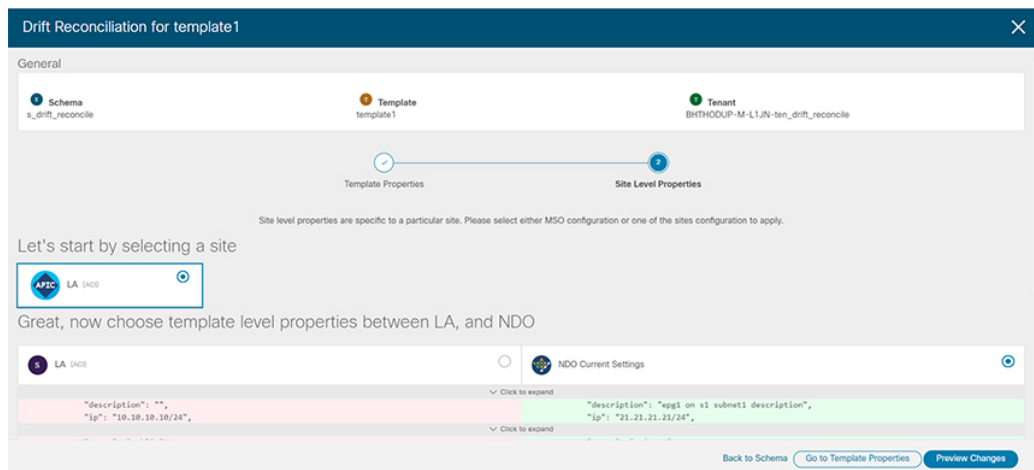 Drift Reconciliation for template1
General
S Schema
s_drift_reconcile
T Template
template1
T Tenant
BHTHODUP-M-L1JN-ten_drift_reconcile
2
Template Properties
Site Level Properties
Site level properties are specific to a particular site. Please select either MSO configuration or one of the sites configuration to apply.
Let's start by selecting a site
APIC LA (ACI)
Great, now choose template level properties between LA, and NDO
S LA (ACI)
NDO Current Settings
Click to expand
"description": "",
"description": "epg1 on s1 subnet1 description",
"ip": "10.10.10.10/24",
"ip": "21.21.21.21/24",
Click to expand
Back to Schema Go to Template Properties Preview Changes